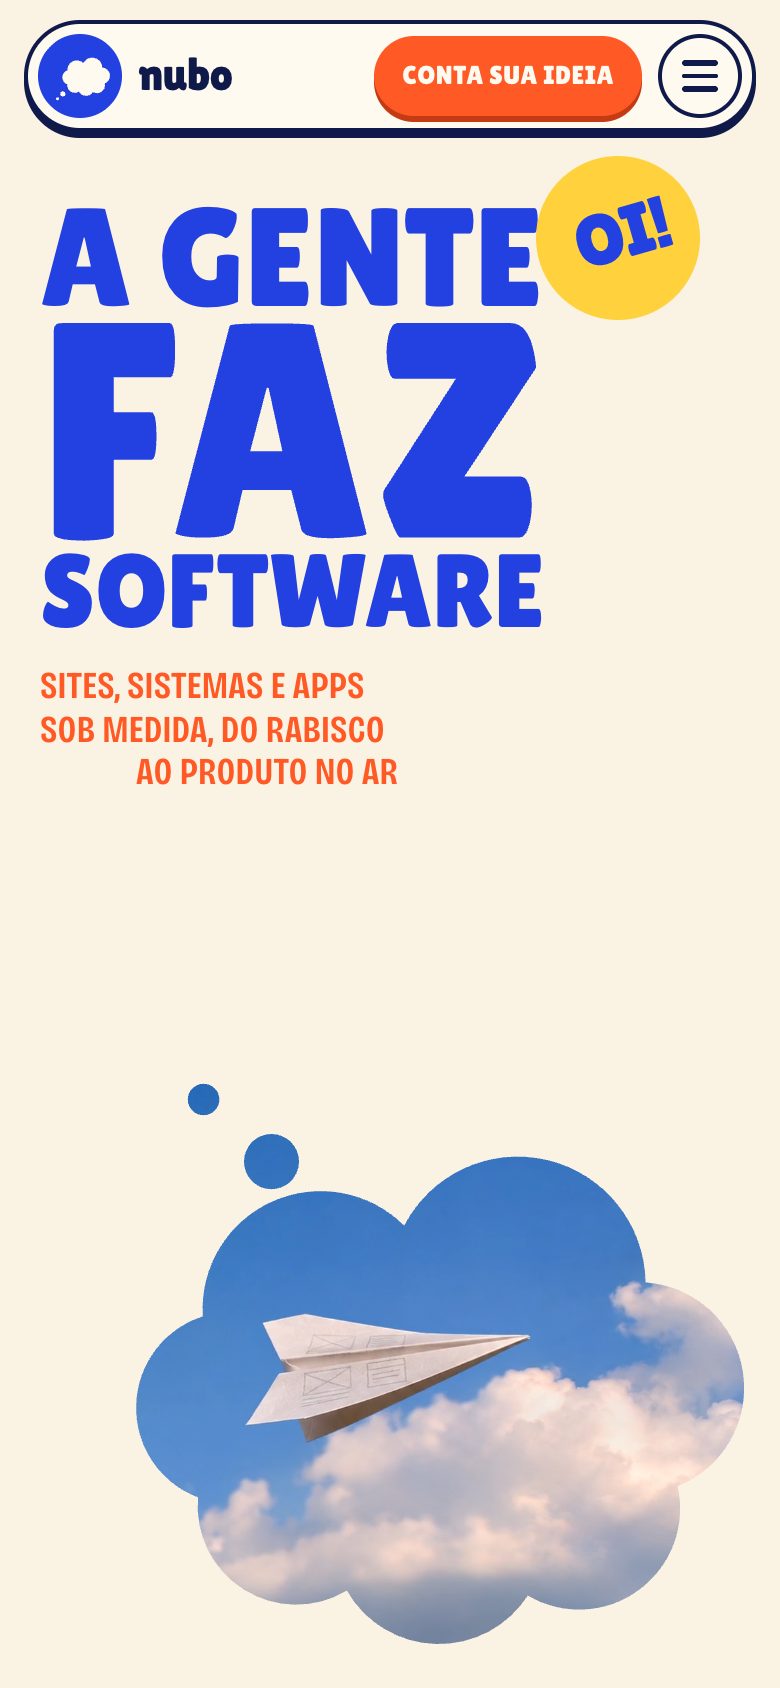 nubo
CONTA SUA IDEIA
OI!
A GENTE
FAZ
SOFTWARE
SITES, SISTEMAS E APPS
SOB MEDIDA, DO RABISCO
AO PRODUTO NO AR